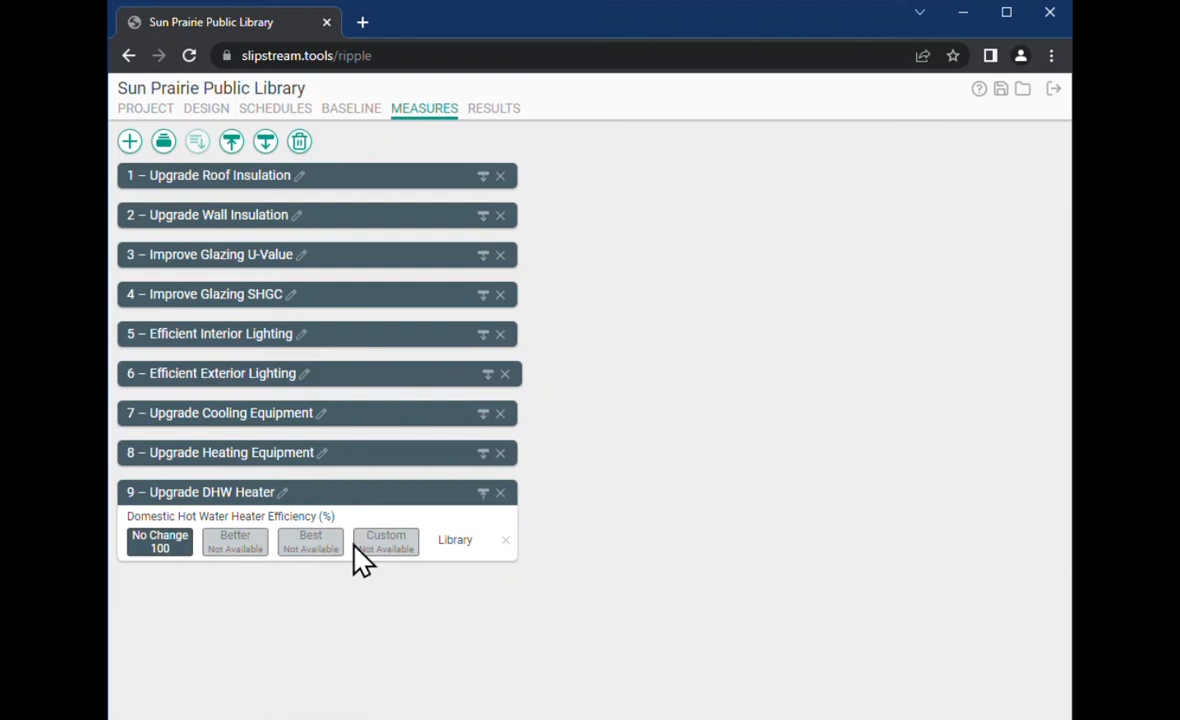 Sun Prairie Public Library
slipstream.tools/ripple
Sun Prairie Public Library
PROJECT DESIGN SCHEDULES BASELINE MEASURES RESULTS
1 – Upgrade Roof Insulation
2 – Upgrade Wall Insulation
3 – Improve Glazing U-Value
4 – Improve Glazing SHGC
5 – Efficient Interior Lighting
6 – Efficient Exterior Lighting
7 – Upgrade Cooling Equipment
8 – Upgrade Heating Equipment
9 – Upgrade DHW Heater
Domestic Hot Water Heater Efficiency (%)
No Change
100
Better
Not Available
Best
Not Available
Custom
Not Available
Library